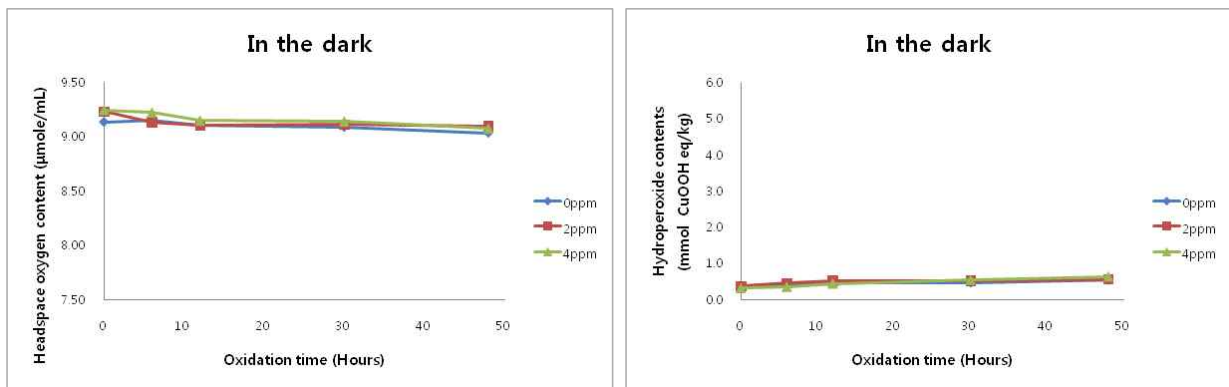 In the dark
Headspace oxygen content (μmole/mL)
9.50
9.00
8.50
8.00
7.50
0
10
20
30
40
50
Oxidation time (Hours)
0ppm
2ppm
4ppm
In the dark
Hydroperoxide contents
(mmol CuOOH eq/kg)
6.0
5.0
4.0
3.0
2.0
1.0
0.0
0
10
20
30
40
50
Oxidation time (Hours)
0ppm
2ppm
4ppm